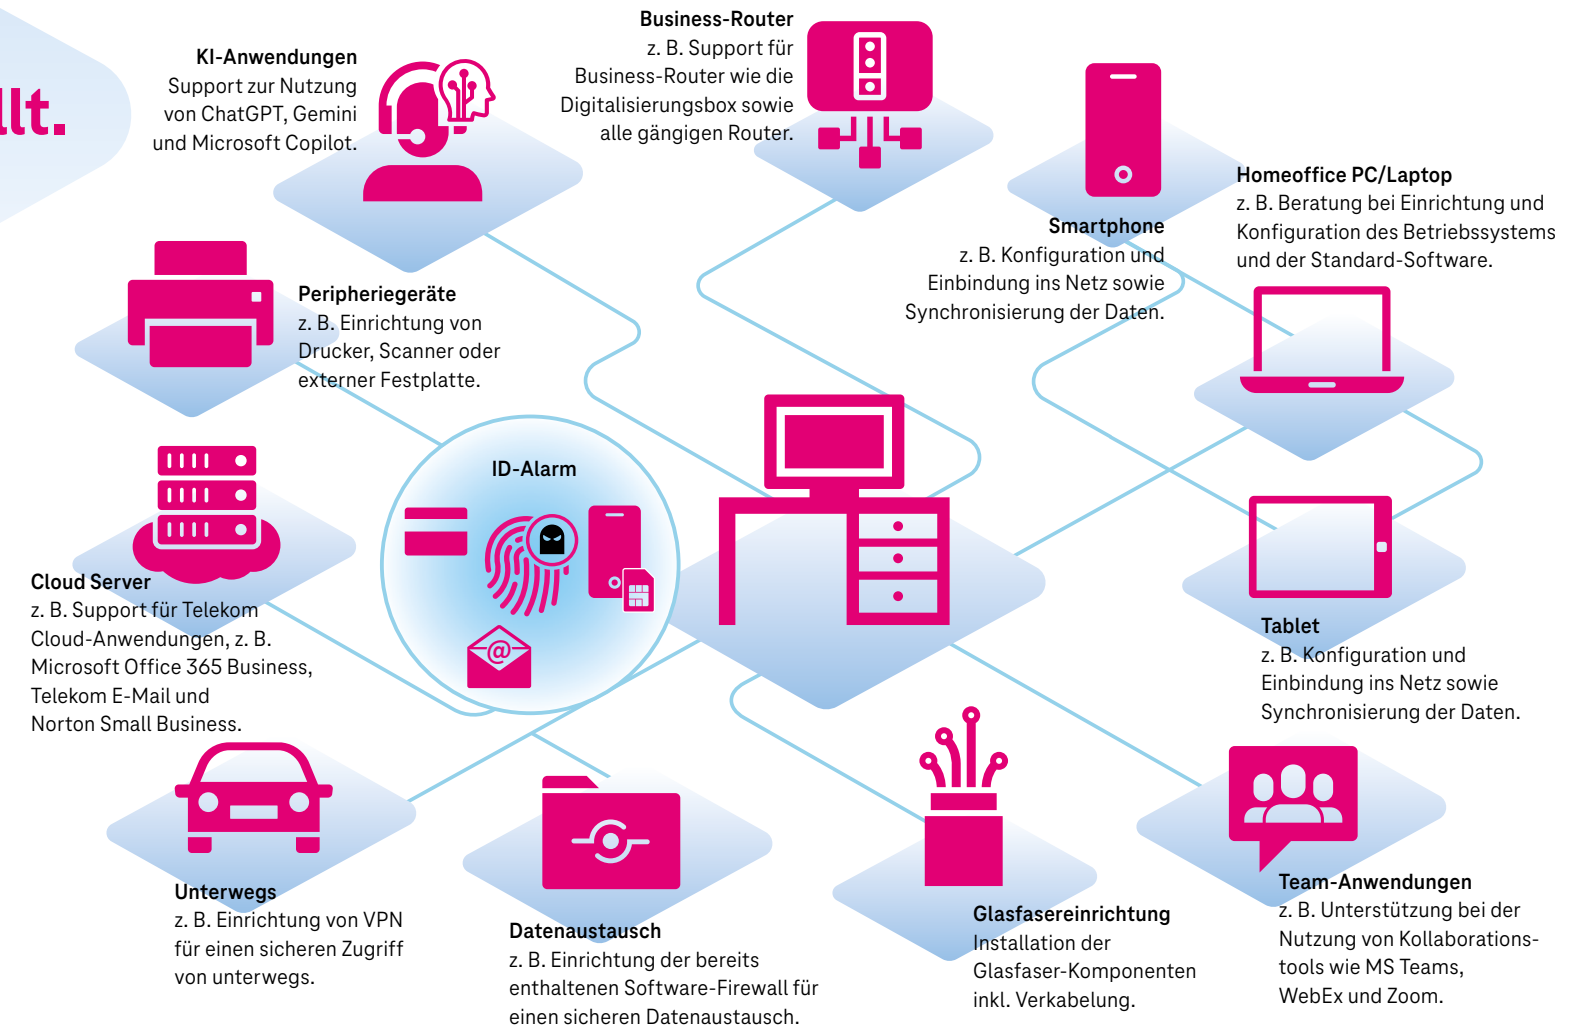 llt.
KI-Anwendungen
Support zur Nutzung
von ChatGPT, Gemini
und Microsoft Copilot.
Business-Router
z. B. Support für
Business-Router wie die
Digitalisierungsbox sowie
alle gängigen Router.
Smartphone
z. B. Konfiguration und
Einbindung ins Netz sowie
Synchronisierung der Daten.
Homeoffice PC/Laptop
z. B. Beratung bei Einrichtung und
Konfiguration des Betriebssystems
und der Standard-Software.
Peripheriegeräte
z. B. Einrichtung von
Drucker, Scanner oder
externer Festplatte.
ID-Alarm
@
Cloud Server
z. B. Support für Telekom
Cloud-Anwendungen, z. B.
Microsoft Office 365 Business,
Telekom E-Mail und
Norton Small Business.
Tablet
z. B. Konfiguration und
Einbindung ins Netz sowie
Synchronisierung der Daten.
Unterwegs
z. B. Einrichtung von VPN
für einen sicheren Zugriff
von unterwegs.
Datenaustausch
z. B. Einrichtung der bereits
enthaltenen Software-Firewall für
einen sicheren Datenaustausch.
Glasfasereinrichtung
Installation der
Glasfaser-Komponenten
inkl. Verkabelung.
Team-Anwendungen
z. B. Unterstützung bei der
Nutzung von Kollaborations-
tools wie MS Teams,
WebEx und Zoom.